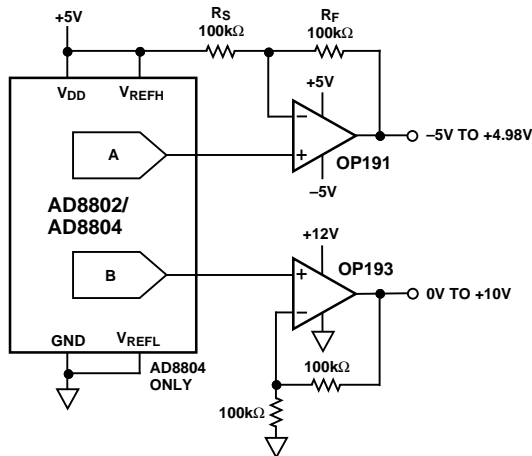 +5V
RS
100kΩ
RF
100kΩ
VDD
VREFH
+5V
–
+
A
–5V TO +4.98V
OP191
–5V
AD8802/
AD8804
+12V
OP193
B
+
–
0V TO +10V
GND
VREFL
AD8804
ONLY
100kΩ
100kΩ